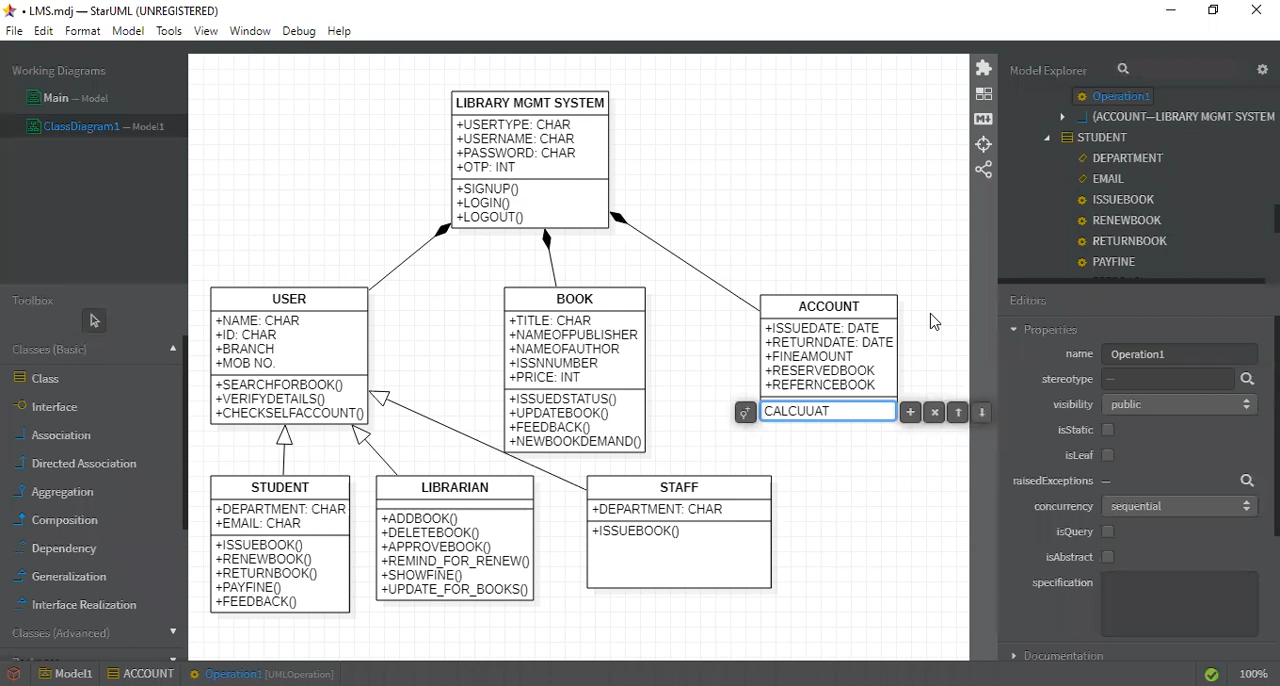 • LMS.mdj — StarUML (UNREGISTERED)
File Edit Format Model Tools View Window Debug Help
Working Diagrams
Main — Model
ClassDiagram1 — Model1
Toolbox
Classes (Basic)
Class
Interface
Association
Directed Association
Aggregation
Composition
Dependency
Generalization
Interface Realization
Classes (Advanced)
LIBRARY MGMT SYSTEM
+USERTYPE: CHAR
+USERNAME: CHAR
+PASSWORD: CHAR
+OTP: INT
+SIGNUP()
+LOGIN()
+LOGOUT()
USER
+NAME: CHAR
+ID: CHAR
+BRANCH
+MOB NO.
+SEARCHFORBOOK()
+VERIFYDETAILS()
+CHECKSELFACCOUNT()
BOOK
+TITLE: CHAR
+NAMEOFPUBLISHER
+NAMEOFAUTHOR
+ISSNNUMBER
+PRICE: INT
+ISSUEDSTATUS()
+UPDATEBOOK()
+FEEDBACK()
+NEWBOOKDEMAND()
ACCOUNT
+ISSUEDATE: DATE
+RETURNDATE: DATE
+FINEAMOUNT
+RESERVEDBOOK
+REFERNCEBOOK
CALCUUAT
STUDENT
+DEPARTMENT: CHAR
+EMAIL: CHAR
+ISSUEBOOK()
+RENEWBOOK()
+RETURNBOOK()
+PAYFINE()
+FEEDBACK()
LIBRARIAN
+ADDBOOK()
+DELETEBOOK()
+APPROVEBOOK()
+REMIND_FOR_RENEW()
+SHOWFINE()
+UPDATE_FOR_BOOKS()
STAFF
+DEPARTMENT: CHAR
+ISSUEBOOK()
Model Explorer
Operation1
(ACCOUNT—LIBRARY MGMT SYSTEM
STUDENT
DEPARTMENT
EMAIL
ISSUEBOOK
RENEWBOOK
RETURNBOOK
PAYFINE
Editors
Properties
name Operation1
stereotype —
visibility public
isStatic
isLeaf
raisedExceptions —
concurrency sequential
isQuery
isAbstract
specification
Documentation
Model1 ACCOUNT Operation1 [UMLOperation]
100%